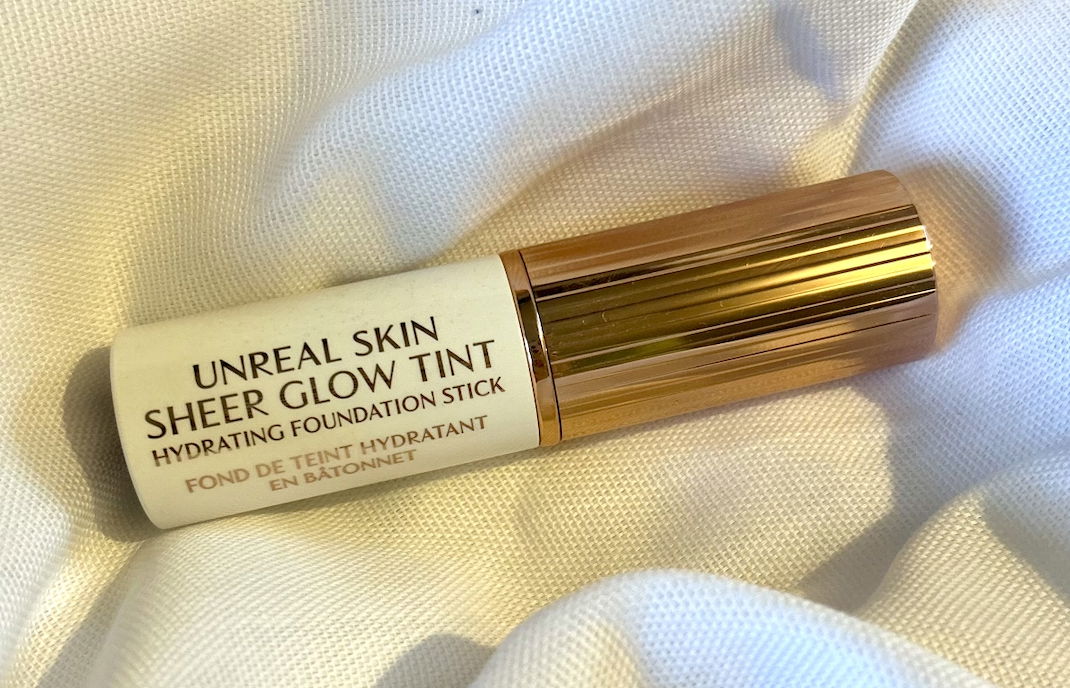 UNREAL SKIN
SHEER GLOW TINT
HYDRATING FOUNDATION STICK
FOND DE TEINT HYDRATANT
EN BÂTONNET